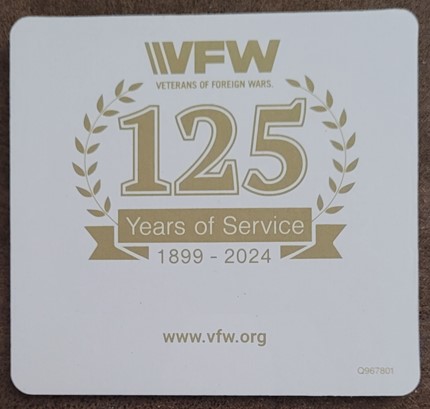 VFW
VETERANS OF FOREIGN WARS.
125
Years of Service
1899 - 2024
www.vfw.org
Q967801